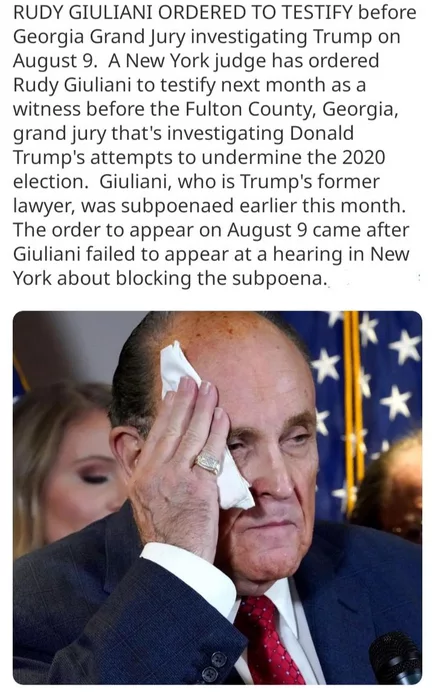 RUDY GIULIANI ORDERED TO TESTIFY before
Georgia Grand Jury investigating Trump on
August 9.  A New York judge has ordered
Rudy Giuliani to testify next month as a
witness before the Fulton County, Georgia,
grand jury that's investigating Donald
Trump's attempts to undermine the 2020
election.  Giuliani, who is Trump's former
lawyer, was subpoenaed earlier this month.
The order to appear on August 9 came after
Giuliani failed to appear at a hearing in New
York about blocking the subpoena.